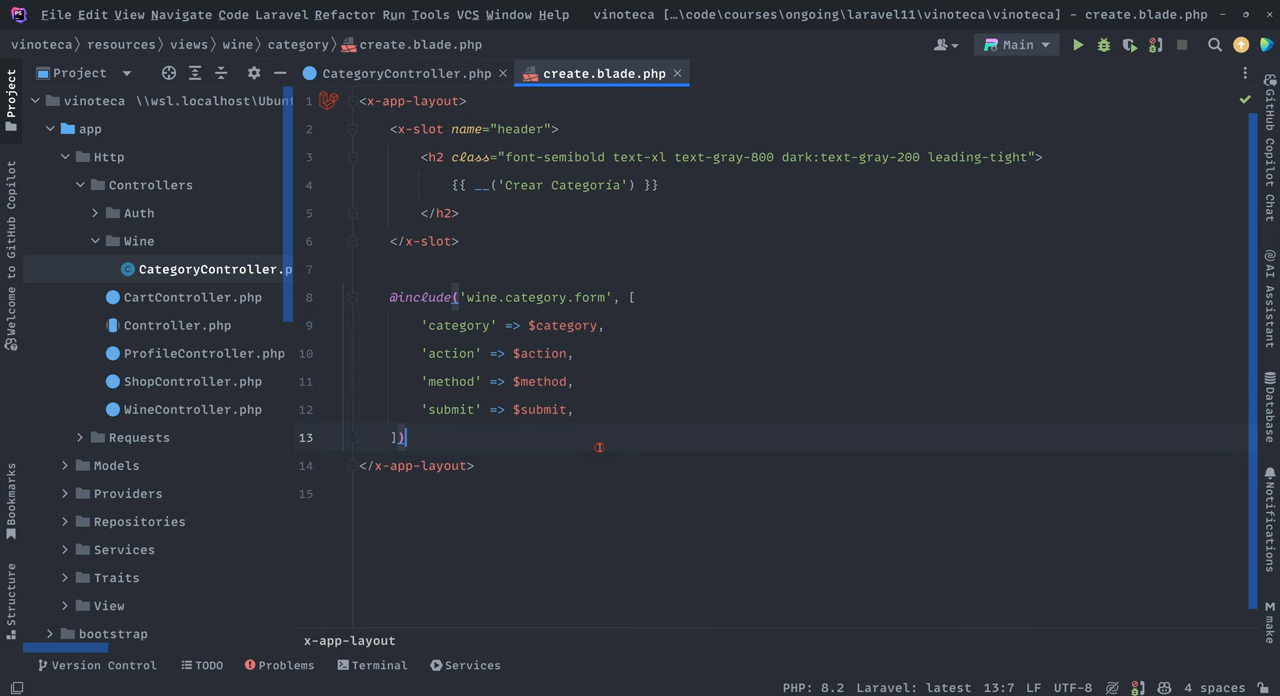 PS File Edit View Navigate Code Laravel Refactor Run Tools VCS Window Help vinoteca […\code\courses\ongoing\laravel11\vinoteca\vinoteca] - create.blade.php
vinoteca resources views wine category create.blade.php Main
Project CategoryController.php create.blade.php
vinoteca \\wsl.localhost\Ubunt
app
Http
Controllers
Auth
Wine
CategoryController.p
CartController.php
Controller.php
ProfileController.php
ShopController.php
WineController.php
Requests
Models
Providers
Repositories
Services
Traits
View
bootstrap
1 <x-app-layout>
2 <x-slot name="header">
3 <h2 class="font-semibold text-xl text-gray-800 dark:text-gray-200 leading-tight">
4 {{ __('Crear Categoría') }}
5 </h2>
6 </x-slot>
7
8 @include('wine.category.form', [
9 'category' => $category,
10 'action' => $action,
11 'method' => $method,
12 'submit' => $submit,
13 ])
14 </x-app-layout>
15
x-app-layout
Project
Welcome to GitHub Copilot
Bookmarks
Structure
GitHub Copilot Chat
AI Assistant
Database
Notifications
M make
Version Control TODO Problems Terminal Services
PHP: 8.2 Laravel: latest 13:7 LF UTF-8 4 spaces